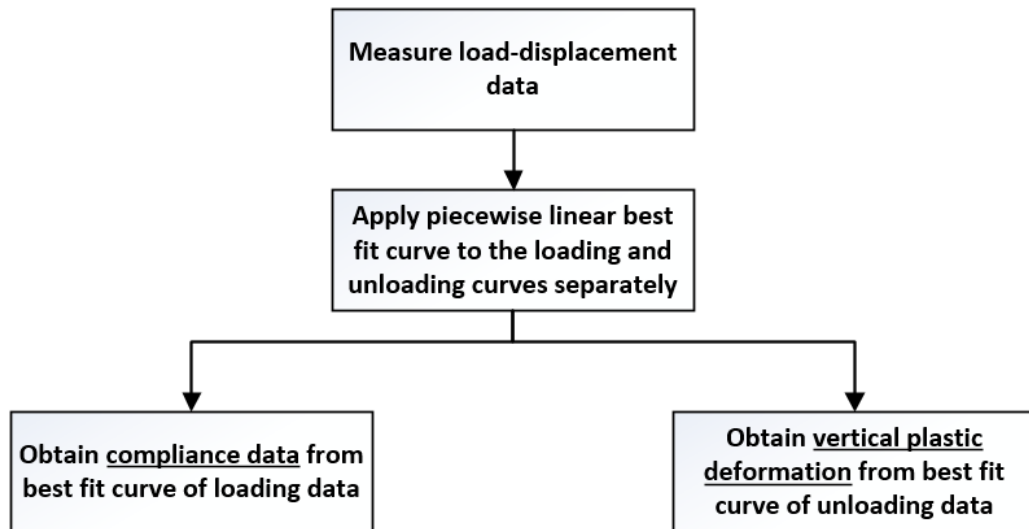 Measure load-displacement
data
Apply piecewise linear best
fit curve to the loading and
unloading curves separately
Obtain compliance data from
best fit curve of loading data
Obtain vertical plastic
deformation from best fit
curve of unloading data